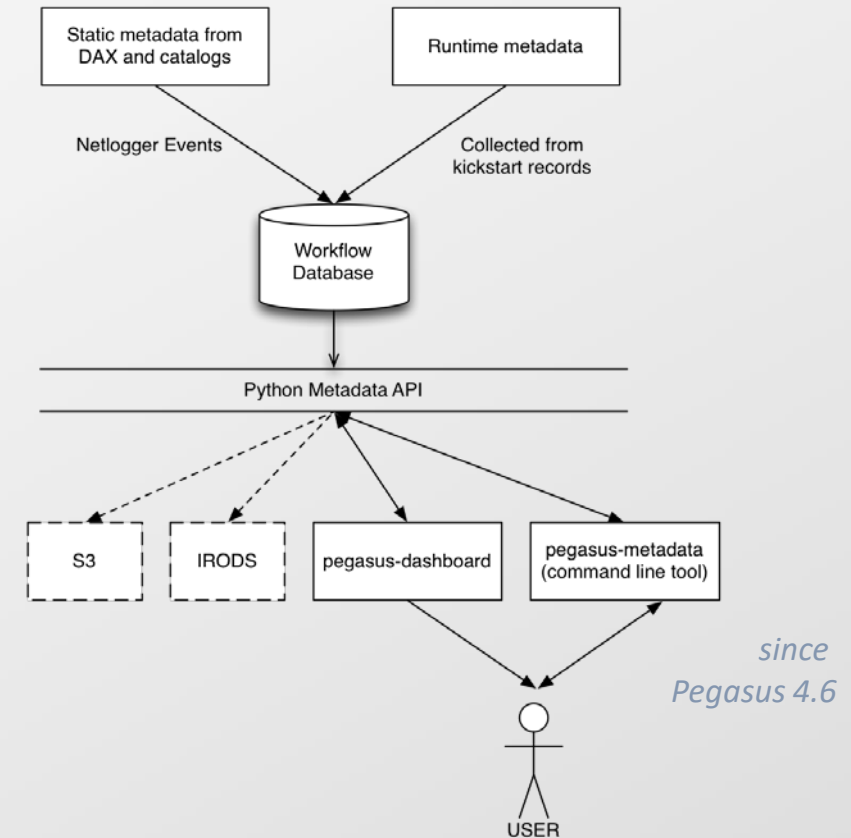 Static metadata from
DAX and catalogs
Runtime metadata
Netlogger Events
Collected from
kickstart records
Workflow
Database
Python Metadata API
S3
IRODS
pegasus-dashboard
pegasus-metadata
(command line tool)
since
Pegasus 4.6
USER